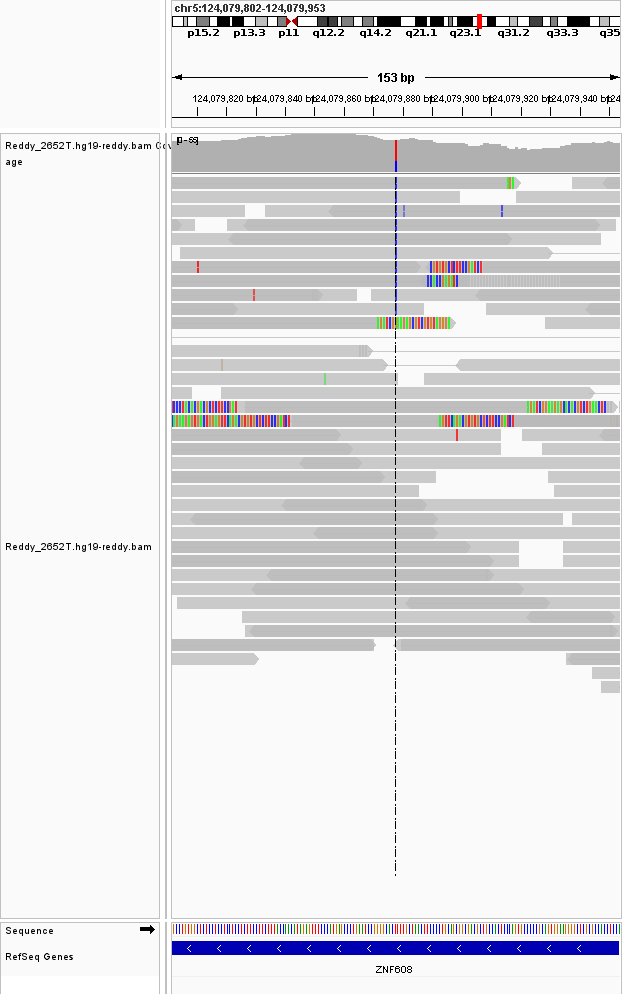 chr5:124,079,802-124,079,953
p15.2 p13.3 p11 q12.2 q14.2 q21.1 q23.1 q31.2 q33.3 q35
153 bp
124,079,820 bp 124,079,840 bp 124,079,860 bp 124,079,880 bp 124,079,900 bp 124,079,920 bp 124,079,940 bp 124
Reddy_2652T.hg19-reddy.bam Cov
age
Reddy_2652T.hg19-reddy.bam
Sequence
RefSeq Genes
ZNF608